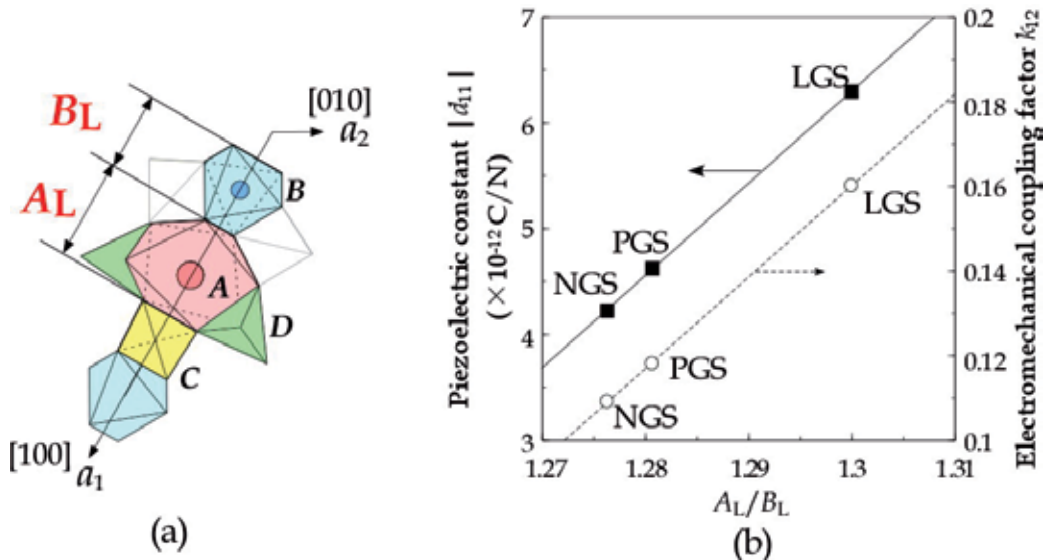 [010]
a2
BL
AL
B
A
D
C
[100]
a1
(a)
Piezoelectric constant |d11|
(×10-12C/N)
7
6
5
4
3
LGS
PGS
NGS
LGS
PGS
NGS
0.2
0.18
0.16
0.14
0.12
0.1
Electromechanical coupling factor k12
1.27
1.28
1.29
1.3
1.31
AL/BL
(b)